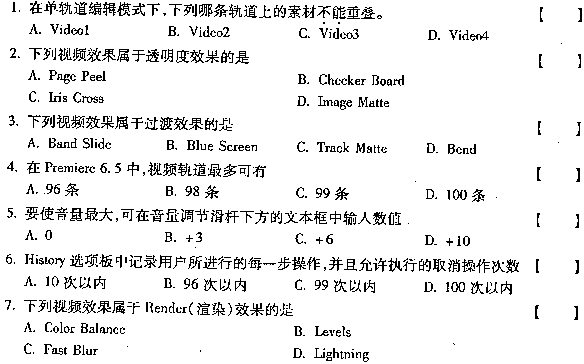 1. 在单轨道编辑模式下,下列哪条轨道上的素材不能重叠。 【 】
A. Video1 B. Video2 C. Video3 D. Video4
2. 下列视频效果属于透明度效果的是 【 】
A. Page Peel B. Checker Board
C. Iris Cross D. Image Matte
3. 下列视频效果属于过渡效果的是 【 】
A. Band Slide B. Blue Screen C. Track Matte D. Bend
4. 在 Premiere 6.5 中,视频轨道最多可有 【 】
A. 96 条 B. 98 条 C. 99 条 D. 100 条
5. 要使音量最大,可在音量调节滑杆下方的文本框中输入数值 【 】
A. 0 B. +3 C. +6 D. +10
6. History 选项板中记录用户所进行的每一步操作,并且允许执行的取消操作次数 【 】
A. 10 次以内 B. 96 次以内 C. 99 次以内 D. 100 次以内
7. 下列视频效果属于 Render(渲染)效果的是 【 】
A. Color Balance B. Levels
C. Fast Blur D. Lightning